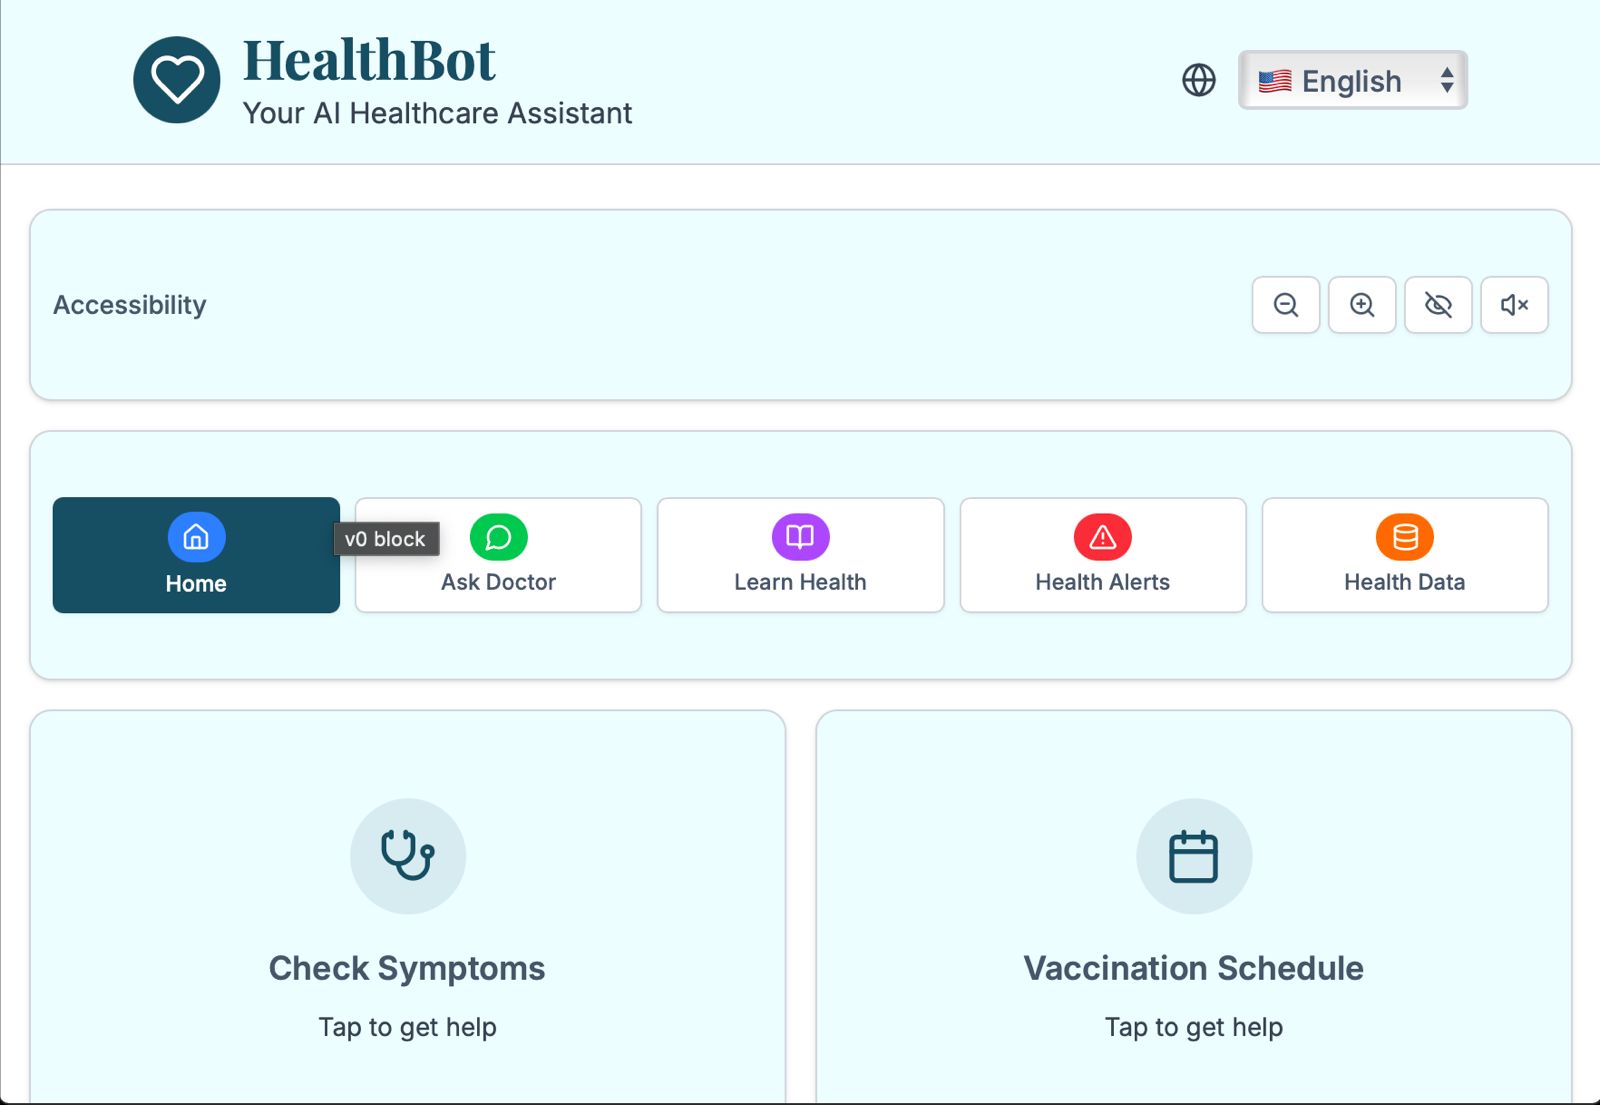 HealthBot
Your AI Healthcare Assistant
🇺🇸 English
Accessibility
Home
v0 block
Ask Doctor
Learn Health
Health Alerts
Health Data
Check Symptoms
Tap to get help
Vaccination Schedule
Tap to get help